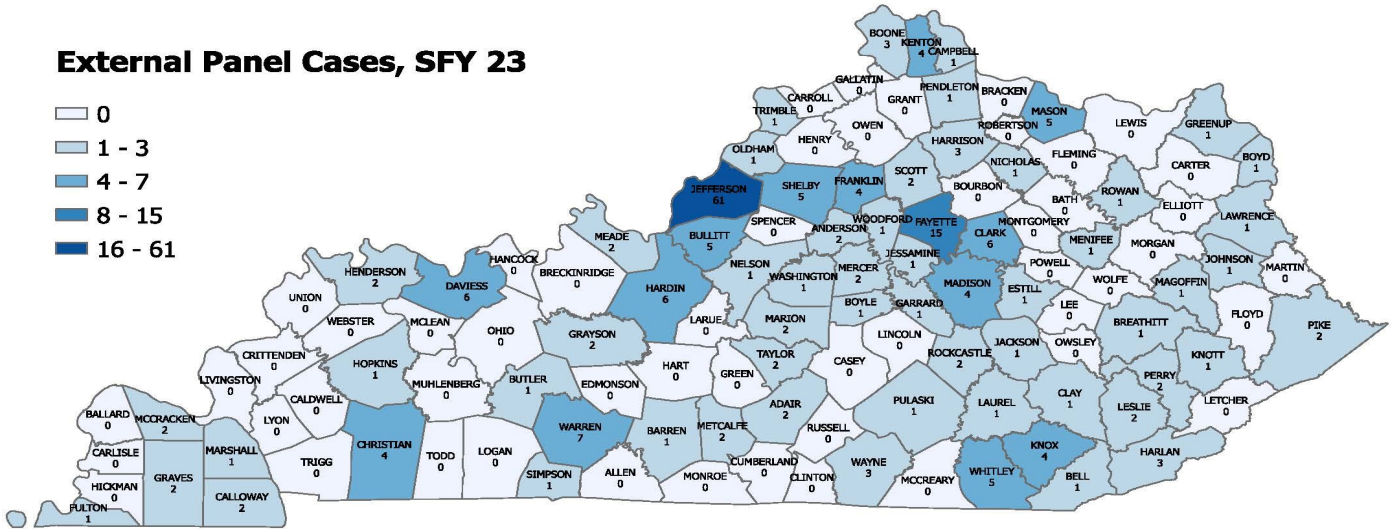 External Panel Cases, SFY 23
0
1 - 3
4 - 7
8 - 15
16 - 61
BOONE
3
KENTON
4
CAMPBELL
1
GALLATIN
0
CARROLL
0
TRIMBLE
1
GRANT
0
PENDLETON
1
BRACKEN
0
MASON
5
ROBERTSON
0
LEWIS
0
GREENUP
1
OWEN
0
HENRY
0
OLDHAM
1
HARRISON
3
NICHOLAS
1
FLEMING
0
CARTER
0
BOYD
1
JEFFERSON
61
SHELBY
5
FRANKLIN
4
SCOTT
2
BOURBON
0
BATH
0
ROWAN
1
ELLIOTT
0
LAWRENCE
1
SPENCER
0
ANDERSON
2
WOODFORD
1
FAYETTE
15
CLARK
6
MONTGOMERY
0
MENIFEE
1
MORGAN
0
JOHNSON
1
MARTIN
0
MEADE
2
BULLITT
5
NELSON
1
WASHINGTON
1
MERCER
2
JESSAMINE
1
MADISON
4
POWELL
0
ESTILL
1
WOLFE
0
MAGOFFIN
1
FLOYD
0
PIKE
2
HANCOCK
0
BRECKINRIDGE
0
HARDIN
6
LARUE
0
MARION
2
BOYLE
1
GARRARD
1
LEE
0
BREATHITT
1
KNOTT
1
HENDERSON
2
DAVIESS
6
UNION
0
WEBSTER
0
MCLEAN
0
OHIO
0
GRAYSON
2
HART
0
GREEN
0
TAYLOR
2
CASEY
0
LINCOLN
0
ROCKCASTLE
2
JACKSON
1
OWSLEY
0
PERRY
2
LETCHER
0
CRITTENDEN
0
LIVINGSTON
0
HOPKINS
1
MUHLENBERG
0
BUTLER
1
EDMONSON
0
ADAIR
2
PULASKI
1
LAUREL
1
CLAY
1
LESLIE
2
BALLARD
0
MCCRACKEN
2
LYON
0
CALDWELL
0
CHRISTIAN
4
TODD
0
LOGAN
0
WARREN
7
BARREN
1
METCALFE
2
RUSSELL
0
WAYNE
3
MCCREARY
0
WHITLEY
5
KNOX
4
BELL
1
HARLAN
3
CARLISLE
0
MARSHALL
1
TRIGG
0
SIMPSON
1
ALLEN
0
MONROE
0
CUMBERLAND
0
CLINTON
0
HICKMAN
0
GRAVES
2
CALLOWAY
2
FULTON
1